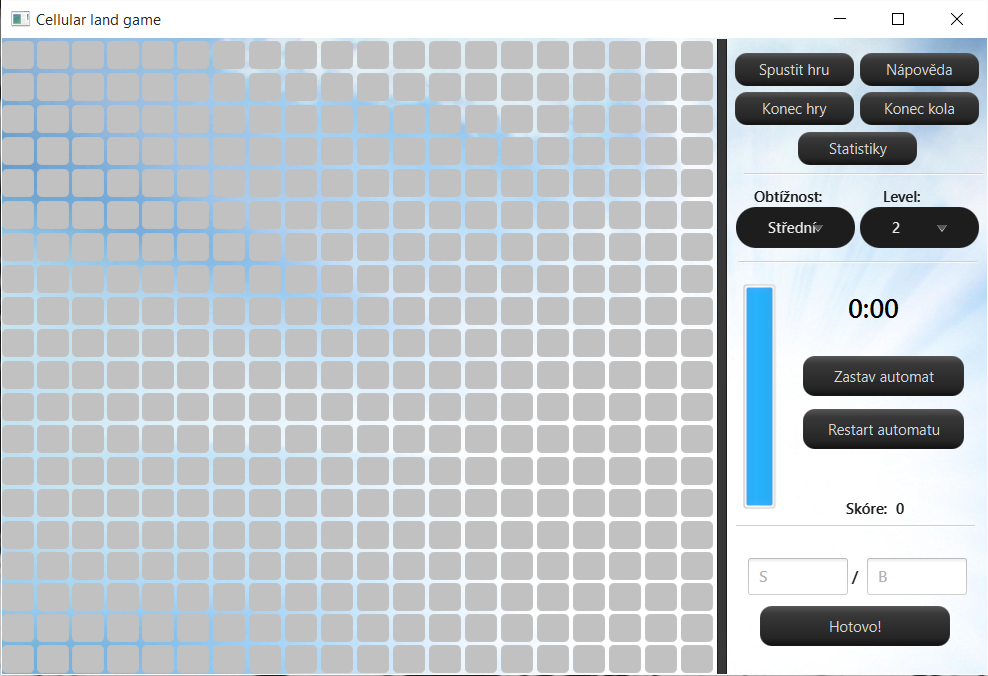 Cellular land game
Spustit hru
Nápověda
Konec hry
Konec kola
Statistiky
Obtížnost:
Level:
Střední
2
0:00
Zastav automat
Restart automatu
Skóre: 0
S / B
Hotovo!